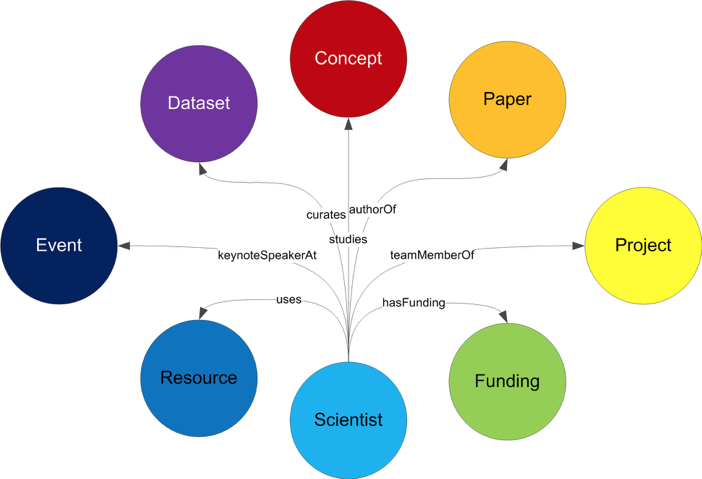 Concept
Dataset
Paper
curates
authorOf
studies
Event
keynoteSpeakerAt
teamMemberOf
Project
uses
hasFunding
Resource
Funding
Scientist